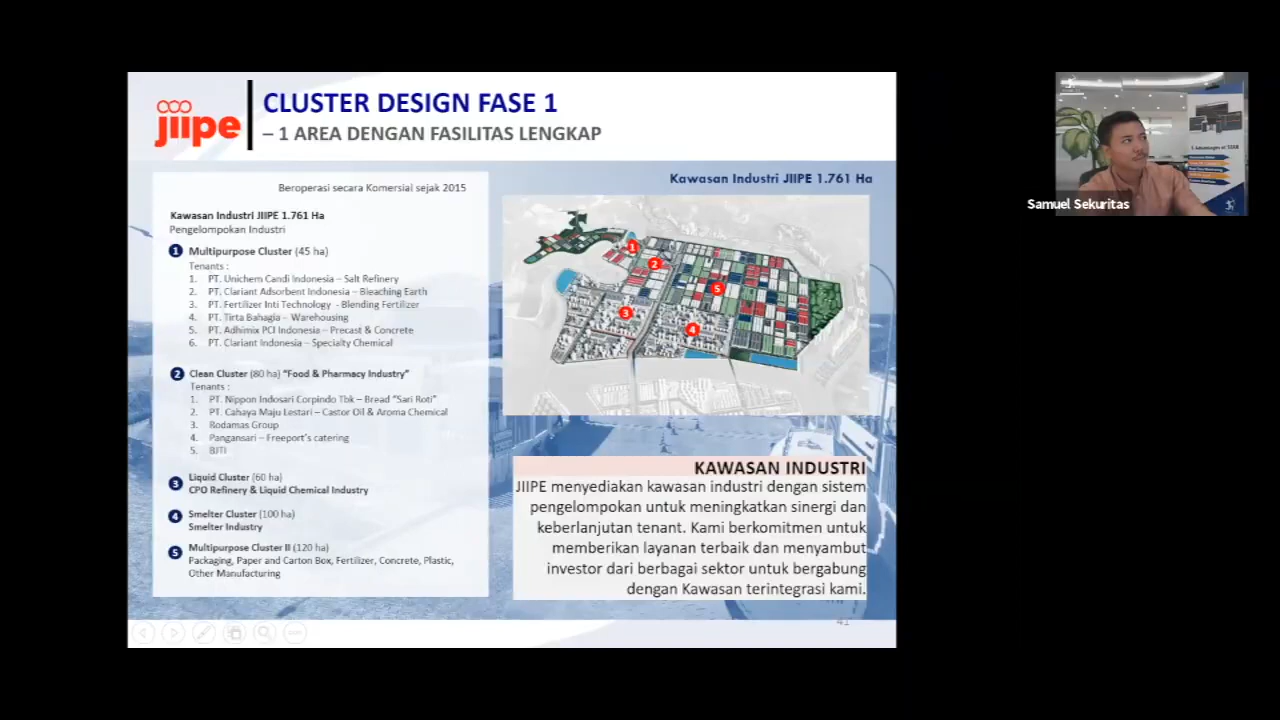 jiipe
CLUSTER DESIGN FASE 1
– 1 AREA DENGAN FASILITAS LENGKAP
Beroperasi secara Komersial sejak 2015
Kawasan Industri JIIPE 1.761 Ha
Pengelompokan Industri
1 Multipurpose Cluster (45 ha)
Tenants :
1. PT. Unichem Candi Indonesia – Salt Refinery
2. PT. Clariant Adsorbent Indonesia – Bleaching Earth
3. PT. Fertilizer Inti Technology - Blending Fertilizer
4. PT. Tirta Bahagia – Warehousing
5. PT. Adhimix PCI Indonesia – Precast & Concrete
6. PT. Clariant Indonesia – Specialty Chemical
2 Clean Cluster (80 ha) “Food & Pharmacy Industry”
Tenants :
1. PT. Nippon Indosari Corpindo Tbk – Bread “Sari Roti”
2. PT. Cahaya Maju Lestari – Castor Oil & Aroma Chemical
3. Rodamas Group
4. Pangansari – Freeport's catering
5. BJTI
3 Liquid Cluster (60 ha)
CPO Refinery & Liquid Chemical Industry
4 Smelter Cluster (100 ha)
Smelter Industry
5 Multipurpose Cluster II (120 ha)
Packaging, Paper and Carton Box, Fertilizer, Concrete, Plastic,
Other Manufacturing
Kawasan Industri JIIPE 1.761 Ha
1
2
5
3
4
KAWASAN INDUSTRI
JIIPE menyediakan kawasan industri dengan sistem
pengelompokan untuk meningkatkan sinergi dan
keberlanjutan tenant. Kami berkomitmen untuk
memberikan layanan terbaik dan menyambut
investor dari berbagai sektor untuk bergabung
dengan Kawasan terintegrasi kami.
41
Samuel Sekuritas